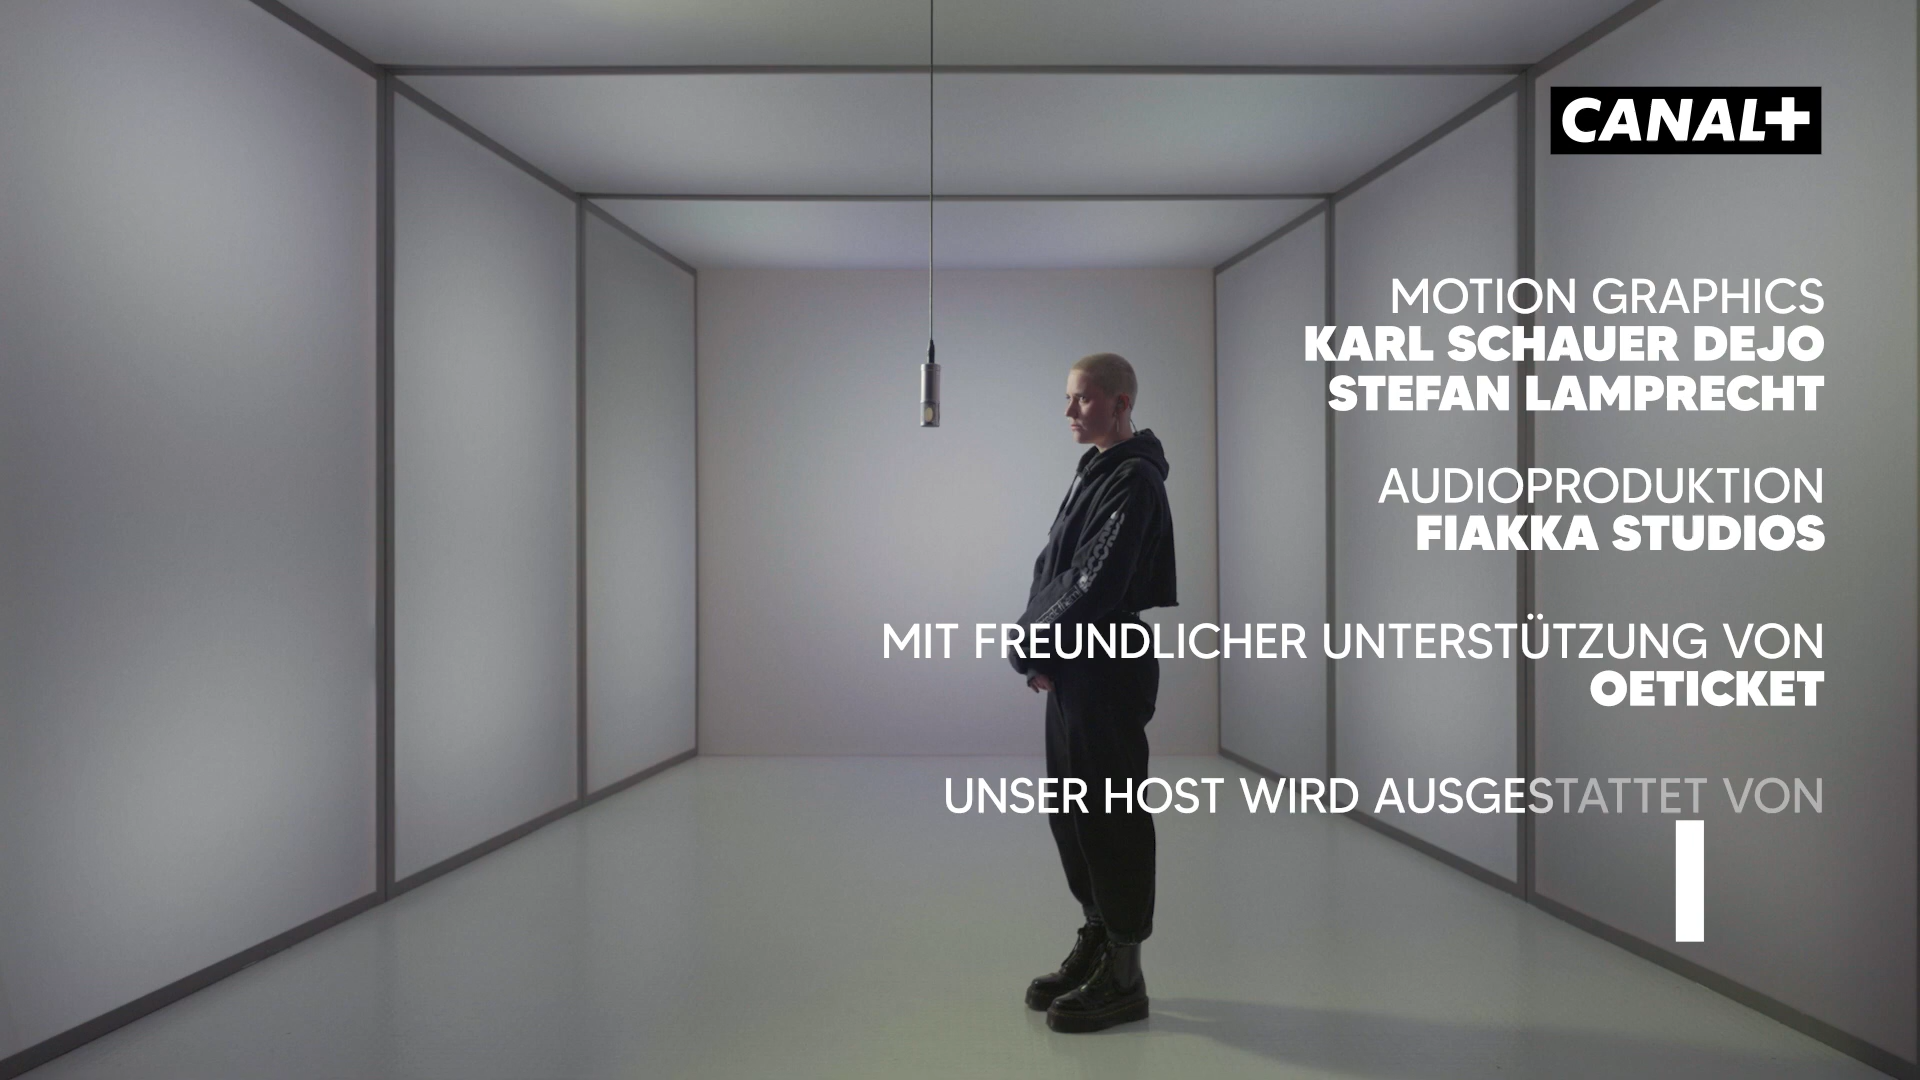 CANAL+
MOTION GRAPHICS
KARL SCHAUER DEJO
STEFAN LAMPRECHT
AUDIOPRODUKTION
FIAKKA STUDIOS
MIT FREUNDLICHER UNTERSTÜTZUNG VON
OETICKET
UNSER HOST WIRD AUSGESTATTET VON